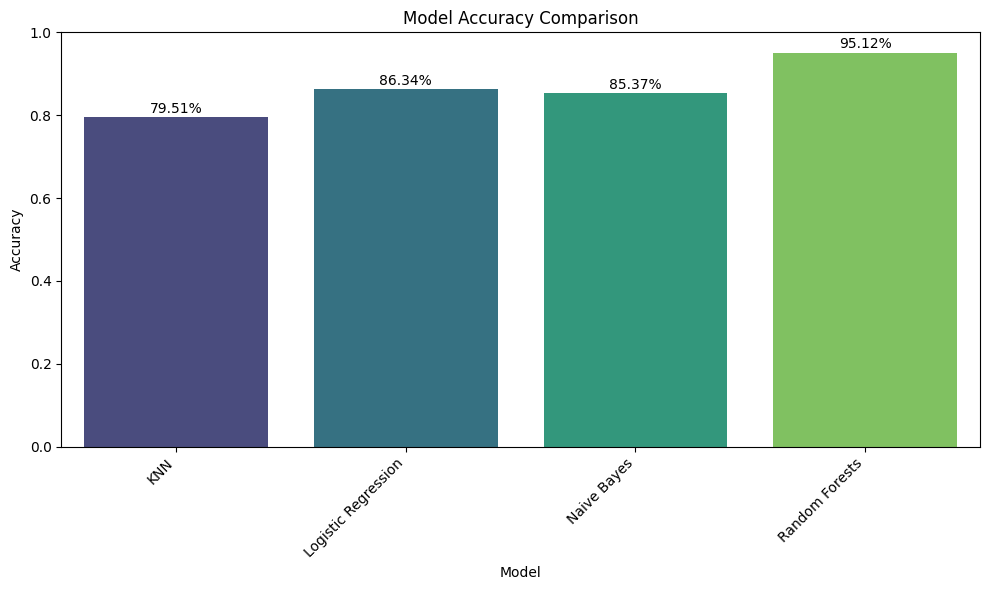 Model Accuracy Comparison
1.0
0.8
0.6
0.4
0.2
0.0
Accuracy
79.51%
86.34%
85.37%
95.12%
KNN
Logistic Regression
Naive Bayes
Random Forests
Model